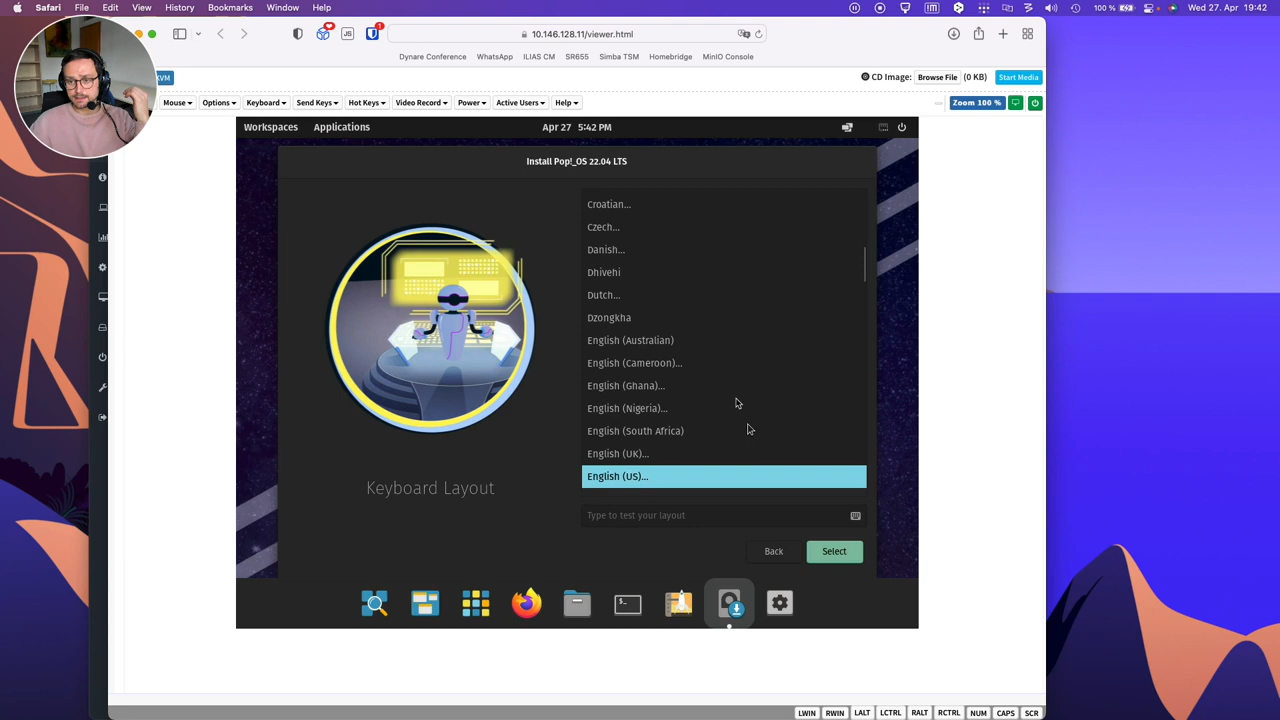 Safari File Edit View History Bookmarks Window Help 100 % Wed 27. Apr 19:42
10.146.128.11/viewer.html
Dynare Conference WhatsApp ILIAS CM SR655 Simba TSM Homebridge MinIO Console
CD Image: Browse File (0 KB) Start Media
Mouse Options Keyboard Send Keys Hot Keys Video Record Power Active Users Help Zoom 100 %
Workspaces Applications Apr 27 5:42 PM
Install Pop!_OS 22.04 LTS
Croatian...
Czech...
Danish...
Dhivehi
Dutch...
Dzongkha
English (Australian)
English (Cameroon)...
English (Ghana)...
English (Nigeria)...
English (South Africa)
English (UK)...
English (US)...
Keyboard Layout
Type to test your layout
Back Select
LWIN RWIN LALT LCTRL RALT RCTRL NUM CAPS SCR